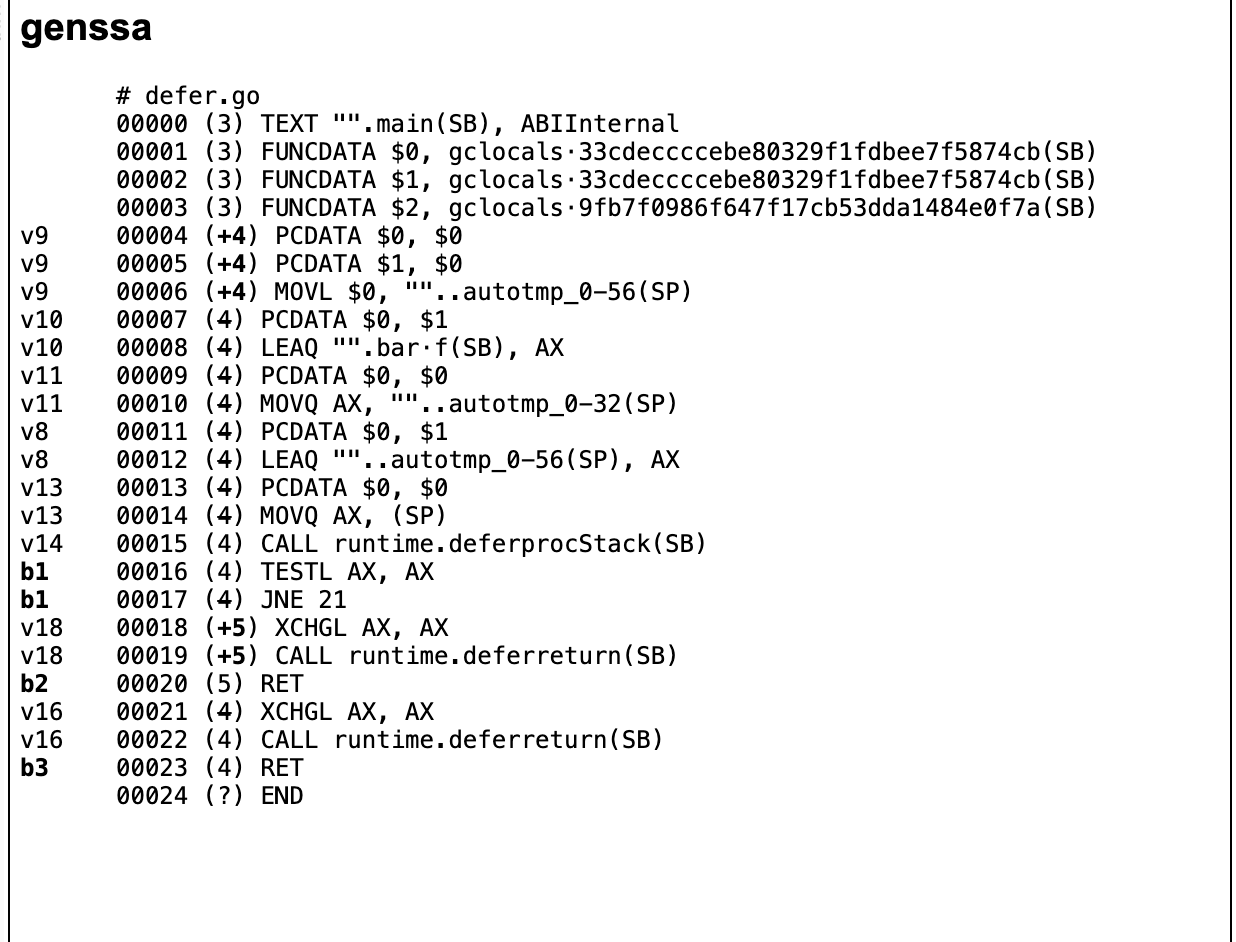 genssa
# defer.go
00000 (3) TEXT "".main(SB), ABIInternal
00001 (3) FUNCDATA $0, gclocals·33cdeccccebe80329f1fdbee7f5874cb(SB)
00002 (3) FUNCDATA $1, gclocals·33cdeccccebe80329f1fdbee7f5874cb(SB)
00003 (3) FUNCDATA $2, gclocals·9fb7f0986f647f17cb53dda1484e0f7a(SB)
v9 00004 (+4) PCDATA $0, $0
v9 00005 (+4) PCDATA $1, $0
v9 00006 (+4) MOVL $0, ""..autotmp_0-56(SP)
v10 00007 (4) PCDATA $0, $1
v10 00008 (4) LEAQ "".bar·f(SB), AX
v11 00009 (4) PCDATA $0, $0
v11 00010 (4) MOVQ AX, ""..autotmp_0-32(SP)
v8 00011 (4) PCDATA $0, $1
v8 00012 (4) LEAQ ""..autotmp_0-56(SP), AX
v13 00013 (4) PCDATA $0, $0
v13 00014 (4) MOVQ AX, (SP)
v14 00015 (4) CALL runtime.deferprocStack(SB)
b1 00016 (4) TESTL AX, AX
b1 00017 (4) JNE 21
v18 00018 (+5) XCHGL AX, AX
v18 00019 (+5) CALL runtime.deferreturn(SB)
b2 00020 (5) RET
v16 00021 (4) XCHGL AX, AX
v16 00022 (4) CALL runtime.deferreturn(SB)
b3 00023 (4) RET
00024 (?) END